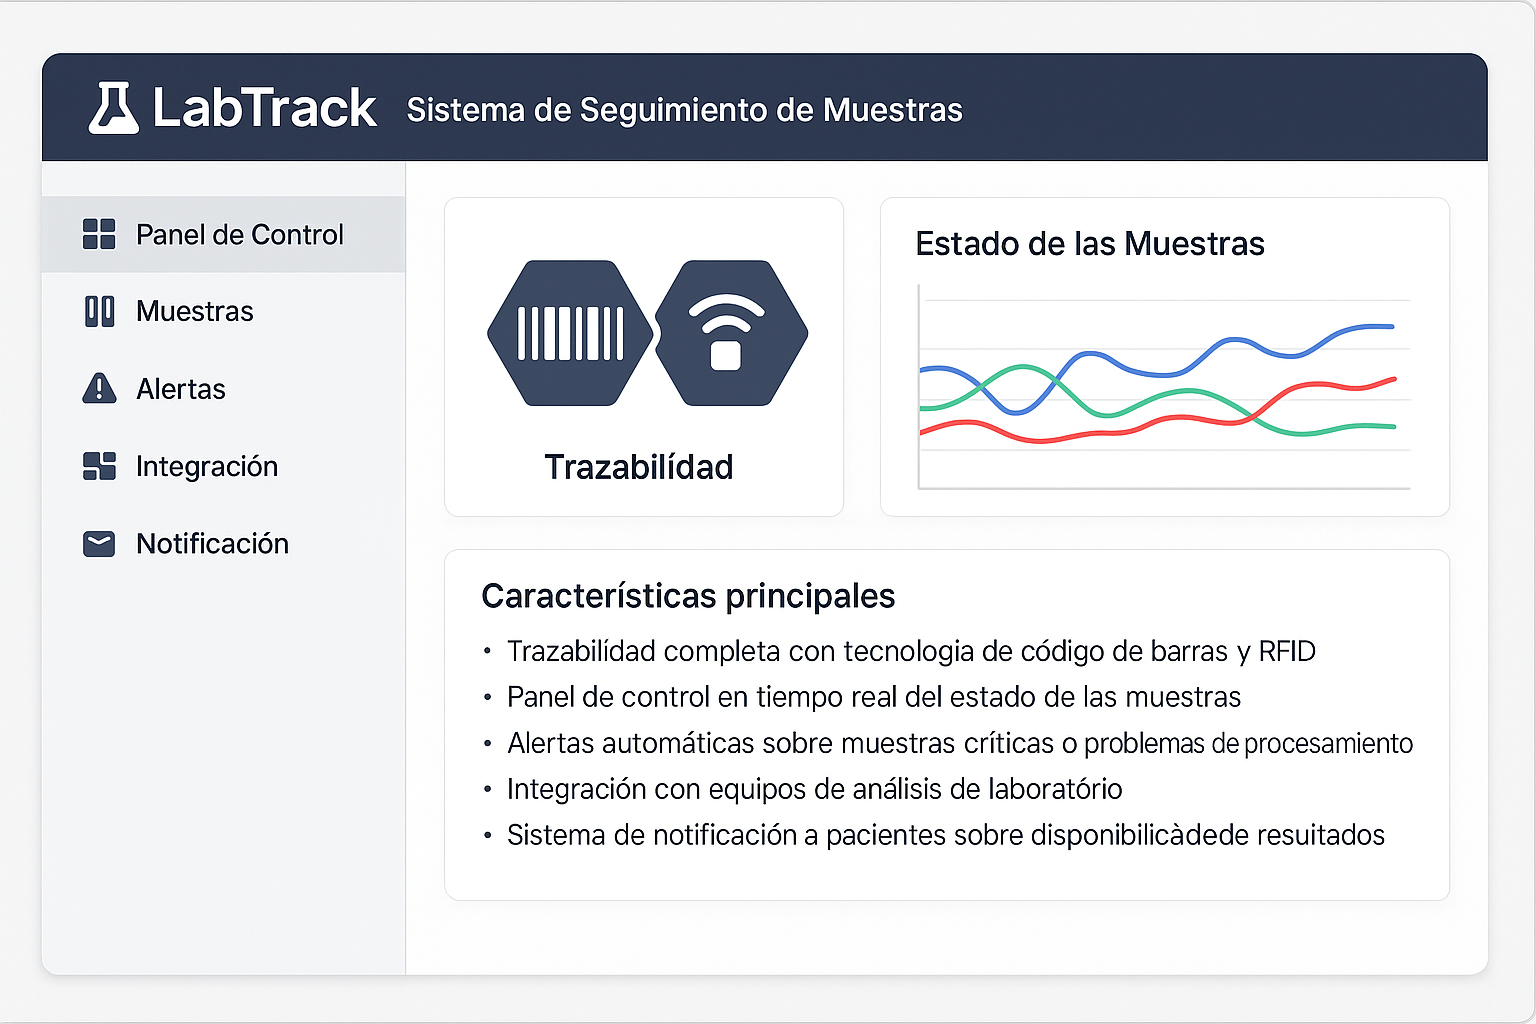 LabTrack Sistema de Seguimiento de Muestras
Panel de Control
Muestras
Alertas
Integración
Notificación
Trazabilídad
Estado de las Muestras
Características principales
• Trazabilídad completa con tecnologia de código de barras y RFID
• Panel de control en tiempo real del estado de las muestras
• Alertas automáticas sobre muestras críticas o problemas de procesamiento
• Integración con equipos de análisis de laboratório
• Sistema de notificación a pacientes sobre disponibilicàdede resuitados